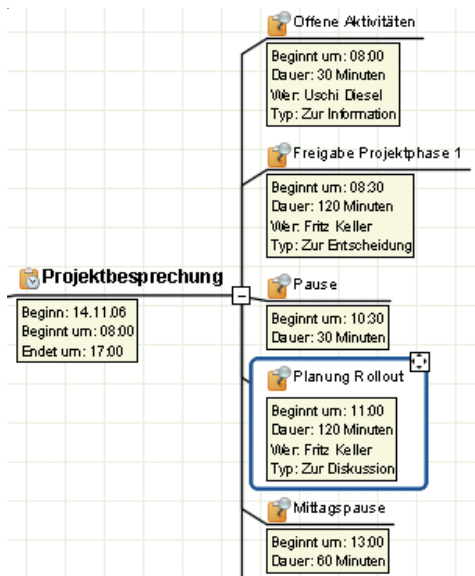 Offene Aktivitäten
Beginnt um: 08:00
Dauer: 30 Minuten
Wer: Uschi Diesel
Typ: Zur Information
Freigabe Projektphase 1
Beginnt um: 08:30
Dauer: 120 Minuten
Wer: Fritz Keller
Typ: Zur Entscheidung
Projektbesprechung
Beginn: 14.11.06
Beginnt um: 08:00
Endet um: 17:00
Pause
Beginnt um: 10:30
Dauer: 30 Minuten
Planung Rollout
Beginnt um: 11:00
Dauer: 120 Minuten
Wer: Fritz Keller
Typ: Zur Diskussion
Mittagspause
Beginnt um: 13:00
Dauer: 60 Minuten